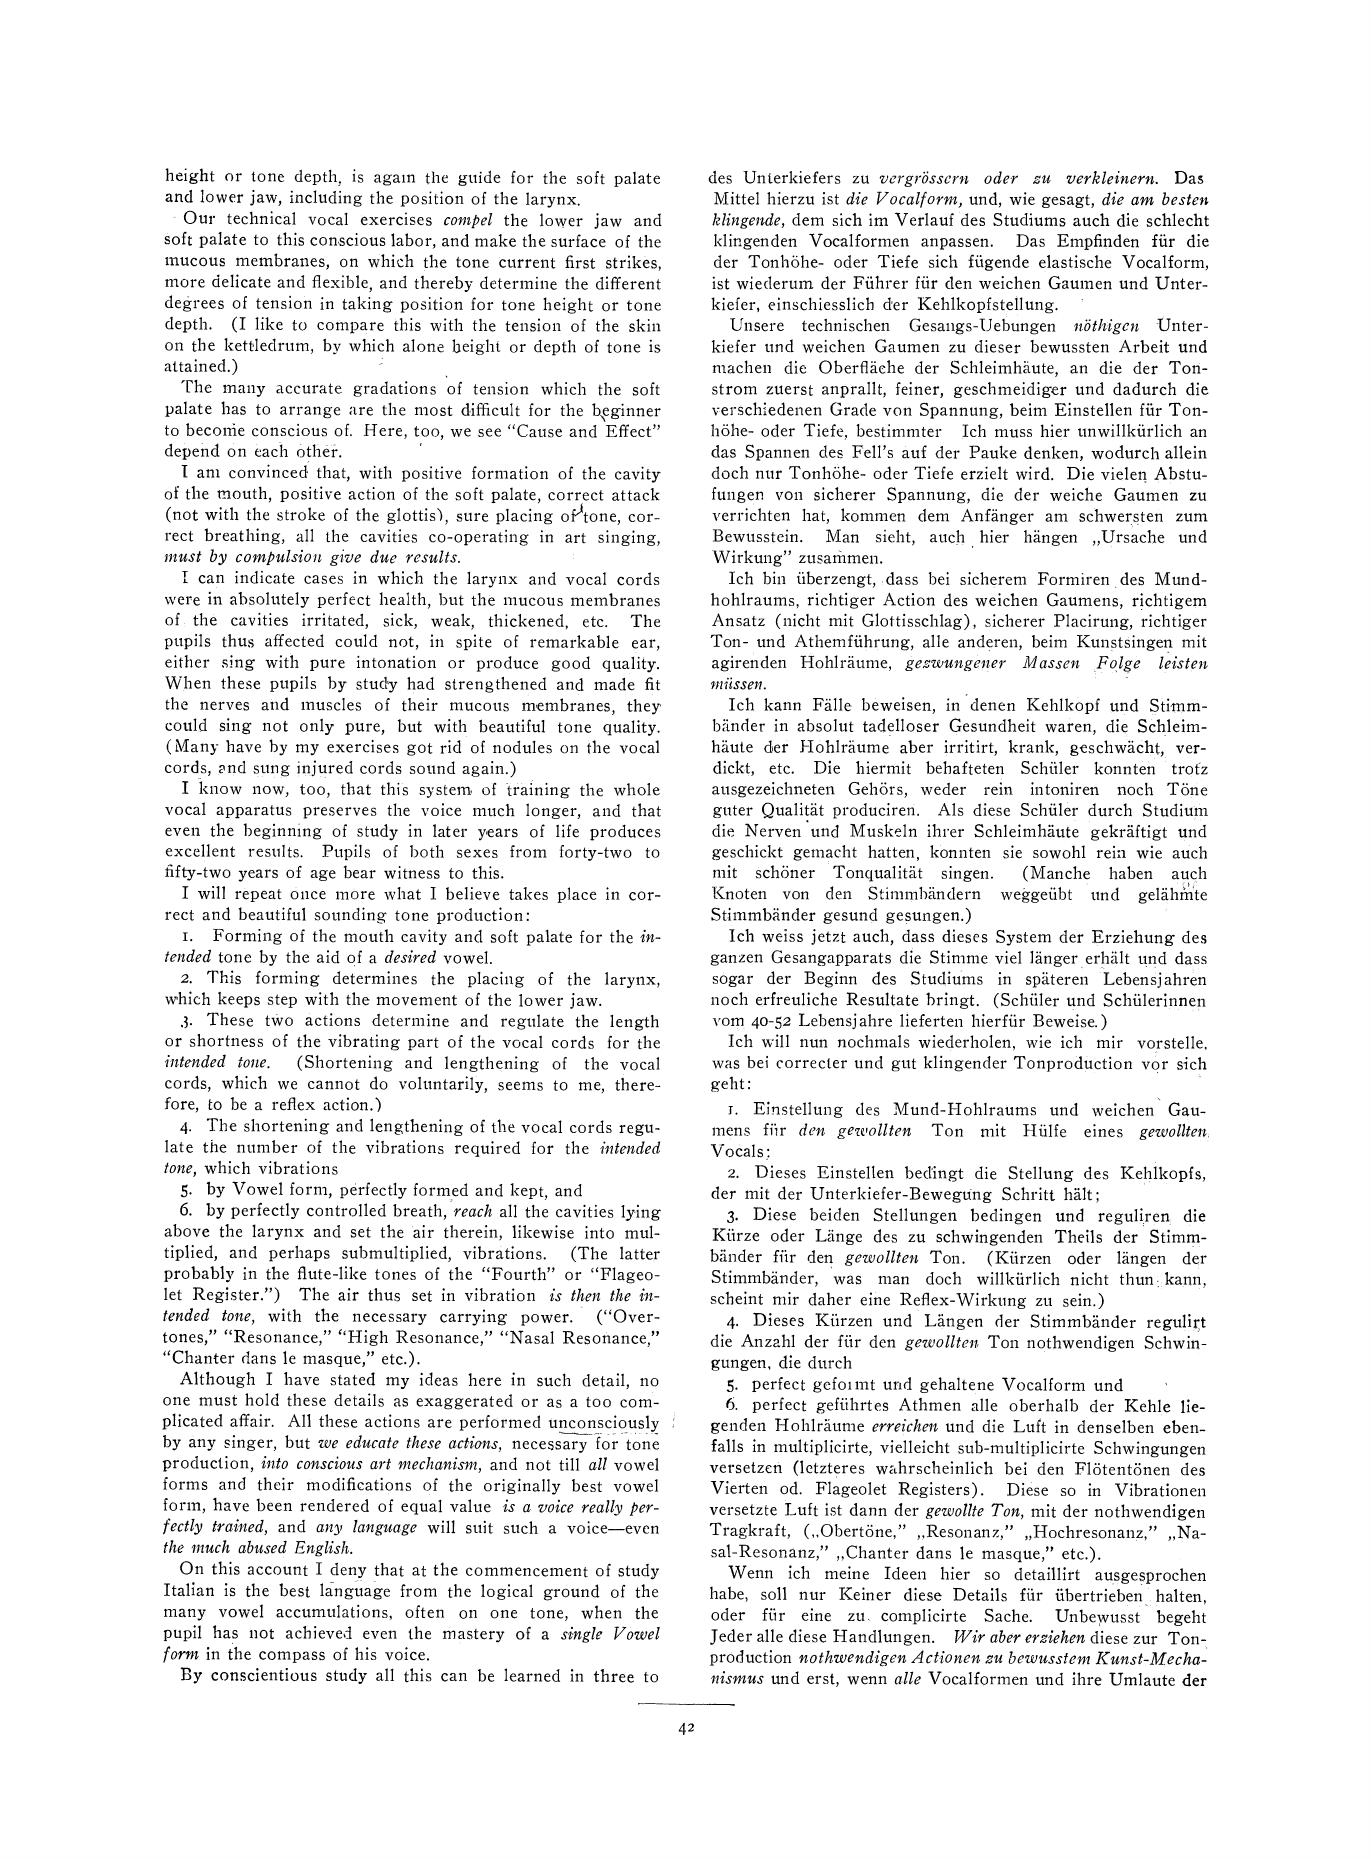 height or tone depth, is again the guide for the soft palate
and lower jaw, including the position of the larynx.
Our technical vocal exercises compel the lower jaw and
soft palate to this conscious labor, and make the surface of the
mucous membranes, on which the tone current first strikes,
more delicate and flexible, and thereby determine the different
degrees of tension in taking position for tone height or tone
depth. (I like to compare this with the tension of the skin
on the kettledrum, by which alone height or depth of tone is
attained.)
The many accurate gradations of tension which the soft
palate has to arrange are the most difficult for the beginner
to become conscious of. Here, too, we see “Cause and Effect”
depend on each other.
I am convinced that, with positive formation of the cavity
of the mouth, positive action of the soft palate, correct attack
(not with the stroke of the glottis), sure placing of tone, cor-
rect breathing, all the cavities co-operating in art singing,
must by compulsion give due results.
I can indicate cases in which the larynx and vocal cords
were in absolutely perfect health, but the mucous membranes
of the cavities irritated, sick, weak, thickened, etc. The
pupils thus affected could not, in spite of remarkable ear,
either sing with pure intonation or produce good quality.
When these pupils by study had strengthened and made fit
the nerves and muscles of their mucous membranes, they
could sing not only pure, but with beautiful tone quality.
(Many have by my exercises got rid of nodules on the vocal
cords, and sung injured cords sound again.)
I know now, too, that this system of training the whole
vocal apparatus preserves the voice much longer, and that
even the beginning of study in later years of life produces
excellent results. Pupils of both sexes from forty-two to
fifty-two years of age bear witness to this.
I will repeat once more what I believe takes place in cor-
rect and beautiful sounding tone production:
1. Forming of the mouth cavity and soft palate for the in-
tended tone by the aid of a desired vowel.
2. This forming determines the placing of the larynx,
which keeps step with the movement of the lower jaw.
3. These two actions determine and regulate the length
or shortness of the vibrating part of the vocal cords for the
intended tone. (Shortening and lengthening of the vocal
cords, which we cannot do voluntarily, seems to me, there-
fore, to be a reflex action.)
4. The shortening and lengthening of the vocal cords regu-
late the number of the vibrations required for the intended
tone, which vibrations
5. by Vowel form, perfectly formed and kept, and
6. by perfectly controlled breath, reach all the cavities lying
above the larynx and set the air therein, likewise into mul-
tiplied, and perhaps submultiplied, vibrations. (The latter
probably in the flute-like tones of the “Fourth” or “Flageo-
let Register.”) The air thus set in vibration is then the in-
tended tone, with the necessary carrying power. (“Over-
tones,” “Resonance,” “High Resonance,” “Nasal Resonance,”
“Chanter dans le masque,” etc.).
Although I have stated my ideas here in such detail, no
one must hold these details as exaggerated or as a too com-
plicated affair. All these actions are performed unconsciously
by any singer, but we educate these actions, necessary for tone
production, into conscious art mechanism, and not till all vowel
forms and their modifications of the originally best vowel
form, have been rendered of equal value is a voice really per-
fectly trained, and any language will suit such a voice—even
the much abused English.
On this account I deny that at the commencement of study
Italian is the best language from the logical ground of the
many vowel accumulations, often on one tone, when the
pupil has not achieved even the mastery of a single Vowel
form in the compass of his voice.
By conscientious study all this can be learned in three to
des Unterkiefers zu vergrössern oder zu verkleinern. Das
Mittel hierzu ist die Vocalform, und, wie gesagt, die am besten
klingende, dem sich im Verlauf des Studiums auch die schlecht
klingenden Vocalformen anpassen. Das Empfinden für die
der Tonhöhe- oder Tiefe sich fügende elastische Vocalform,
ist wiederum der Führer für den weichen Gaumen und Unter-
kiefer, einschiesslich der Kehlkopfstellung.
Unsere technischen Gesangs-Uebungen nöthigen Unter-
kiefer und weichen Gaumen zu dieser bewussten Arbeit und
machen die Oberfläche der Schleimhäute, an die der Ton-
strom zuerst anprallt, feiner, geschmeidiger und dadurch die
verschiedenen Grade von Spannung, beim Einstellen für Ton-
höhe- oder Tiefe, bestimmter Ich muss hier unwillkürlich an
das Spannen des Fell's auf der Pauke denken, wodurch allein
doch nur Tonhöhe- oder Tiefe erzielt wird. Die vielen Abstu-
fungen von sicherer Spannung, die der weiche Gaumen zu
verrichten hat, kommen dem Anfänger am schwersten zum
Bewusstein. Man sieht, auch hier hängen „Ursache und
Wirkung” zusammen.
Ich bin überzengt, dass bei sicherem Formiren des Mund-
hohlraums, richtiger Action des weichen Gaumens, richtigem
Ansatz (nicht mit Glottisschlag), sicherer Placirung, richtiger
Ton- und Athemführung, alle anderen, beim Kunstsingen mit
agirenden Hohlräume, gezwungener Massen Folge leisten
müssen.
Ich kann Fälle beweisen, in denen Kehlkopf und Stimm-
bänder in absolut tadelloser Gesundheit waren, die Schleim-
häute der Hohlräume aber irritirt, krank, geschwächt, ver-
dickt, etc. Die hiermit behafteten Schüler konnten trotz
ausgezeichneten Gehörs, weder rein intoniren noch Töne
guter Qualität produciren. Als diese Schüler durch Studium
die Nerven und Muskeln ihrer Schleimhäute gekräftigt und
geschickt gemacht hatten, konnten sie sowohl rein wie auch
mit schöner Tonqualität singen. (Manche haben auch
Knoten von den Stimmbändern weggeübt und gelähmte
Stimmbänder gesund gesungen.)
Ich weiss jetzt auch, dass dieses System der Erziehung des
ganzen Gesangapparats die Stimme viel länger erhält und dass
sogar der Beginn des Studiums in späteren Lebensjahren
noch erfreuliche Resultate bringt. (Schüler und Schülerinnen
vom 40-52 Lebensjahre lieferten hierfür Beweise.)
Ich will nun nochmals wiederholen, wie ich mir vorstelle,
was bei correcter und gut klingender Tonproduction vor sich
geht:
1. Einstellung des Mund-Hohlraums und weichen Gau-
mens für den gewollten Ton mit Hülfe eines gewollten
Vocals;
2. Dieses Einstellen bedingt die Stellung des Kehlkopfs,
der mit der Unterkiefer-Bewegung Schritt hält;
3. Diese beiden Stellungen bedingen und reguliren die
Kürze oder Länge des zu schwingenden Theils der Stimm-
bänder für den gewollten Ton. (Kürzen oder längen der
Stimmbänder, was man doch willkürlich nicht thun kann,
scheint mir daher eine Reflex-Wirkung zu sein.)
4. Dieses Kürzen und Längen der Stimmbänder regulirt
die Anzahl der für den gewollten Ton nothwendigen Schwin-
gungen, die durch
5. perfect geformt und gehaltene Vocalform und
6. perfect geführtes Athmen alle oberhalb der Kehle lie-
genden Hohlräume erreichen und die Luft in denselben eben-
falls in multiplicirte, vielleicht sub-multiplicirte Schwingungen
versetzen (letzteres wahrscheinlich bei den Flötentönen des
Vierten od. Flageolet Registers). Diese so in Vibrationen
versetzte Luft ist dann der gewollte Ton, mit der nothwendigen
Tragkraft, („Obertöne,” „Resonanz,” „Hochresonanz,” „Na-
sal-Resonanz,” „Chanter dans le masque,” etc.).
Wenn ich meine Ideen hier so detaillirt ausgesprochen
habe, soll nur Keiner diese Details für übertrieben halten,
oder für eine zu complicirte Sache. Unbewusst begeht
Jeder alle diese Handlungen. Wir aber erziehen diese zur Ton-
production nothwendigen Actionen zu bewusstem Kunst-Mecha-
nismus und erst, wenn alle Vocalformen und ihre Umlaute der
42